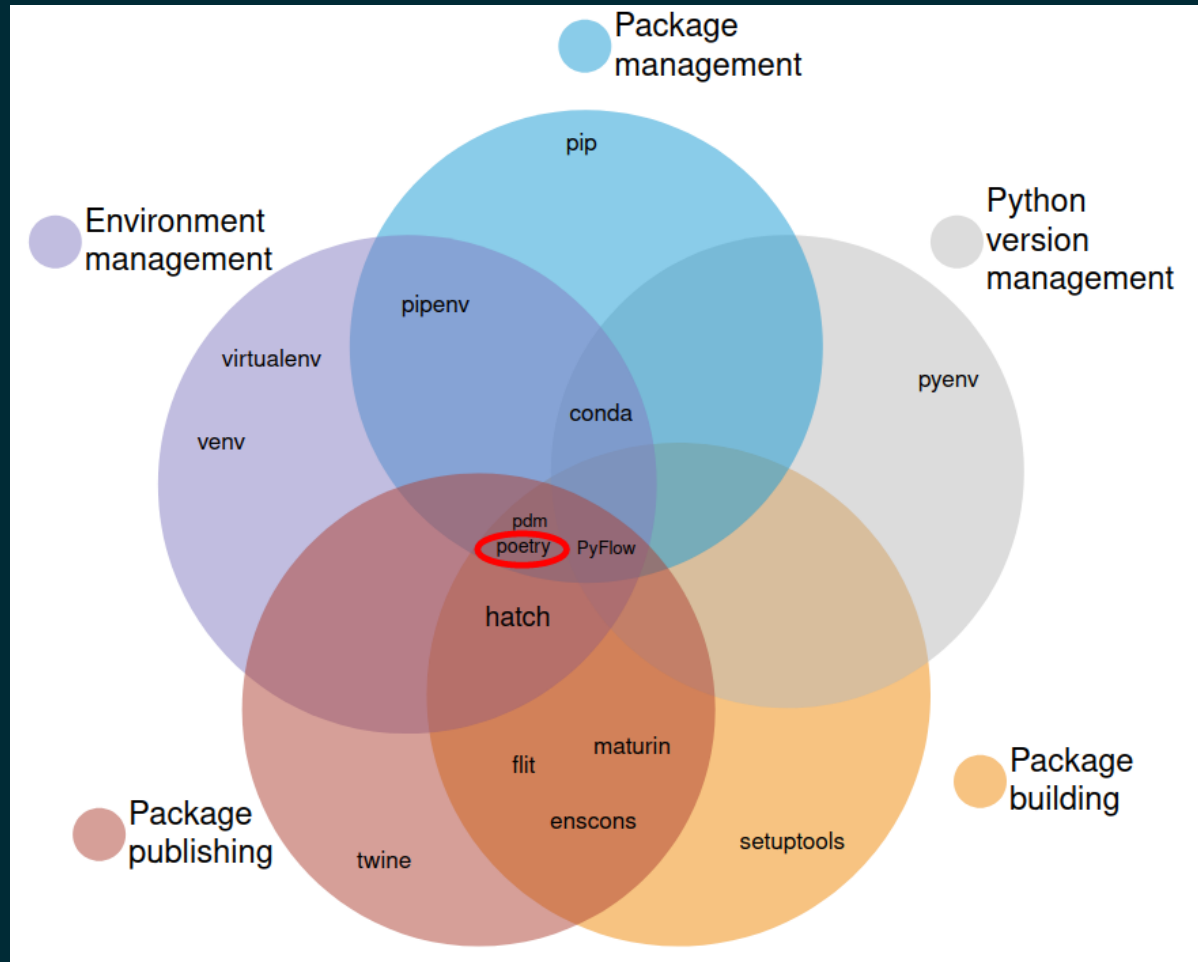 Package
management
pip
Environment
management
Python
version
management
pipenv
virtualenv
pyenv
conda
venv
pdm
poetry
PyFlow
hatch
maturin
flit
Package
building
Package
publishing
enscons
setuptools
twine